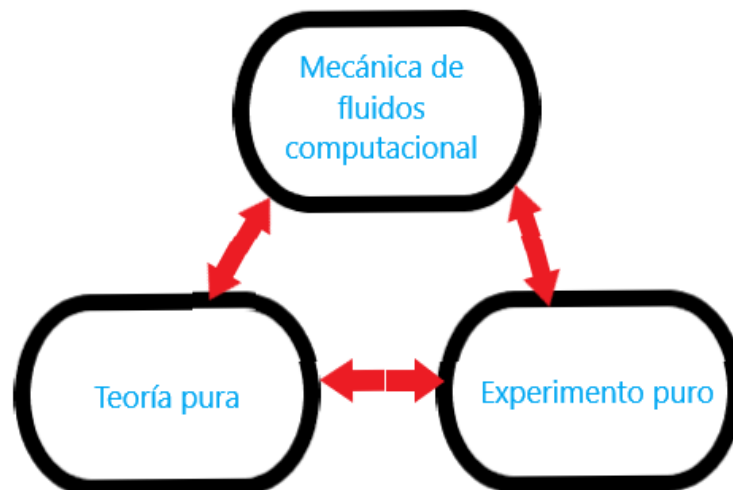 Mecánica de
fluidos
computacional
Teoría pura
Experimento puro